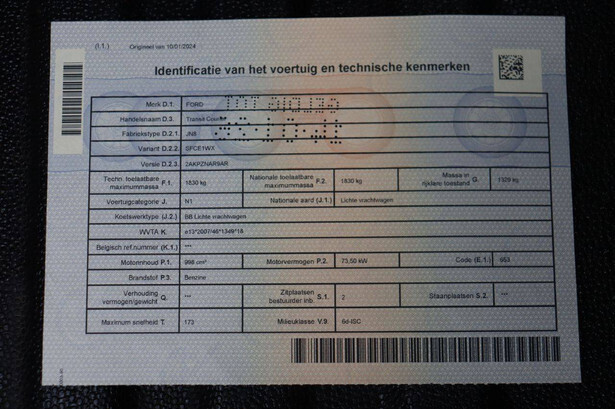 (I.1.) Origineel van 10/01/2024
Identificatie van het voertuig en technische kenmerken
Merk D.1. FORD
Handelsnaam D.3. Transit Courier
Fabriekstype D.2.1. JN8
Variant D.2.2. SFCE1WX
Versie D.2.3.
Techn. toelaatbare maximummassa F.1. 1830 kg Nationale toelaatbare maximummassa F.2. 1830 kg Massa in rijklare toestand G. 1329 kg
Voertuigcategorie J. N1 Nationale aard (J.1.) Lichte vrachtwagen
Koetswerktype (J.2.) BB Lichte vrachtwagen
WVTA K. e13*2007/46*1349*18
Belgisch ref.nummer (K.1.) ***
Motorinhoud P.1. 998 cm³ Motorvermogen P.2. 73,50 kW Code (E.1.) 953
Brandstof P.3. Benzine
Verhouding vermogen/gewicht Q. *** Zitplaatsen bestuurder inb. S.1. 2 Staanplaatsen S.2. ***
Maximum snelheid T. 173 Milieuklasse V.9. 6d-ISC